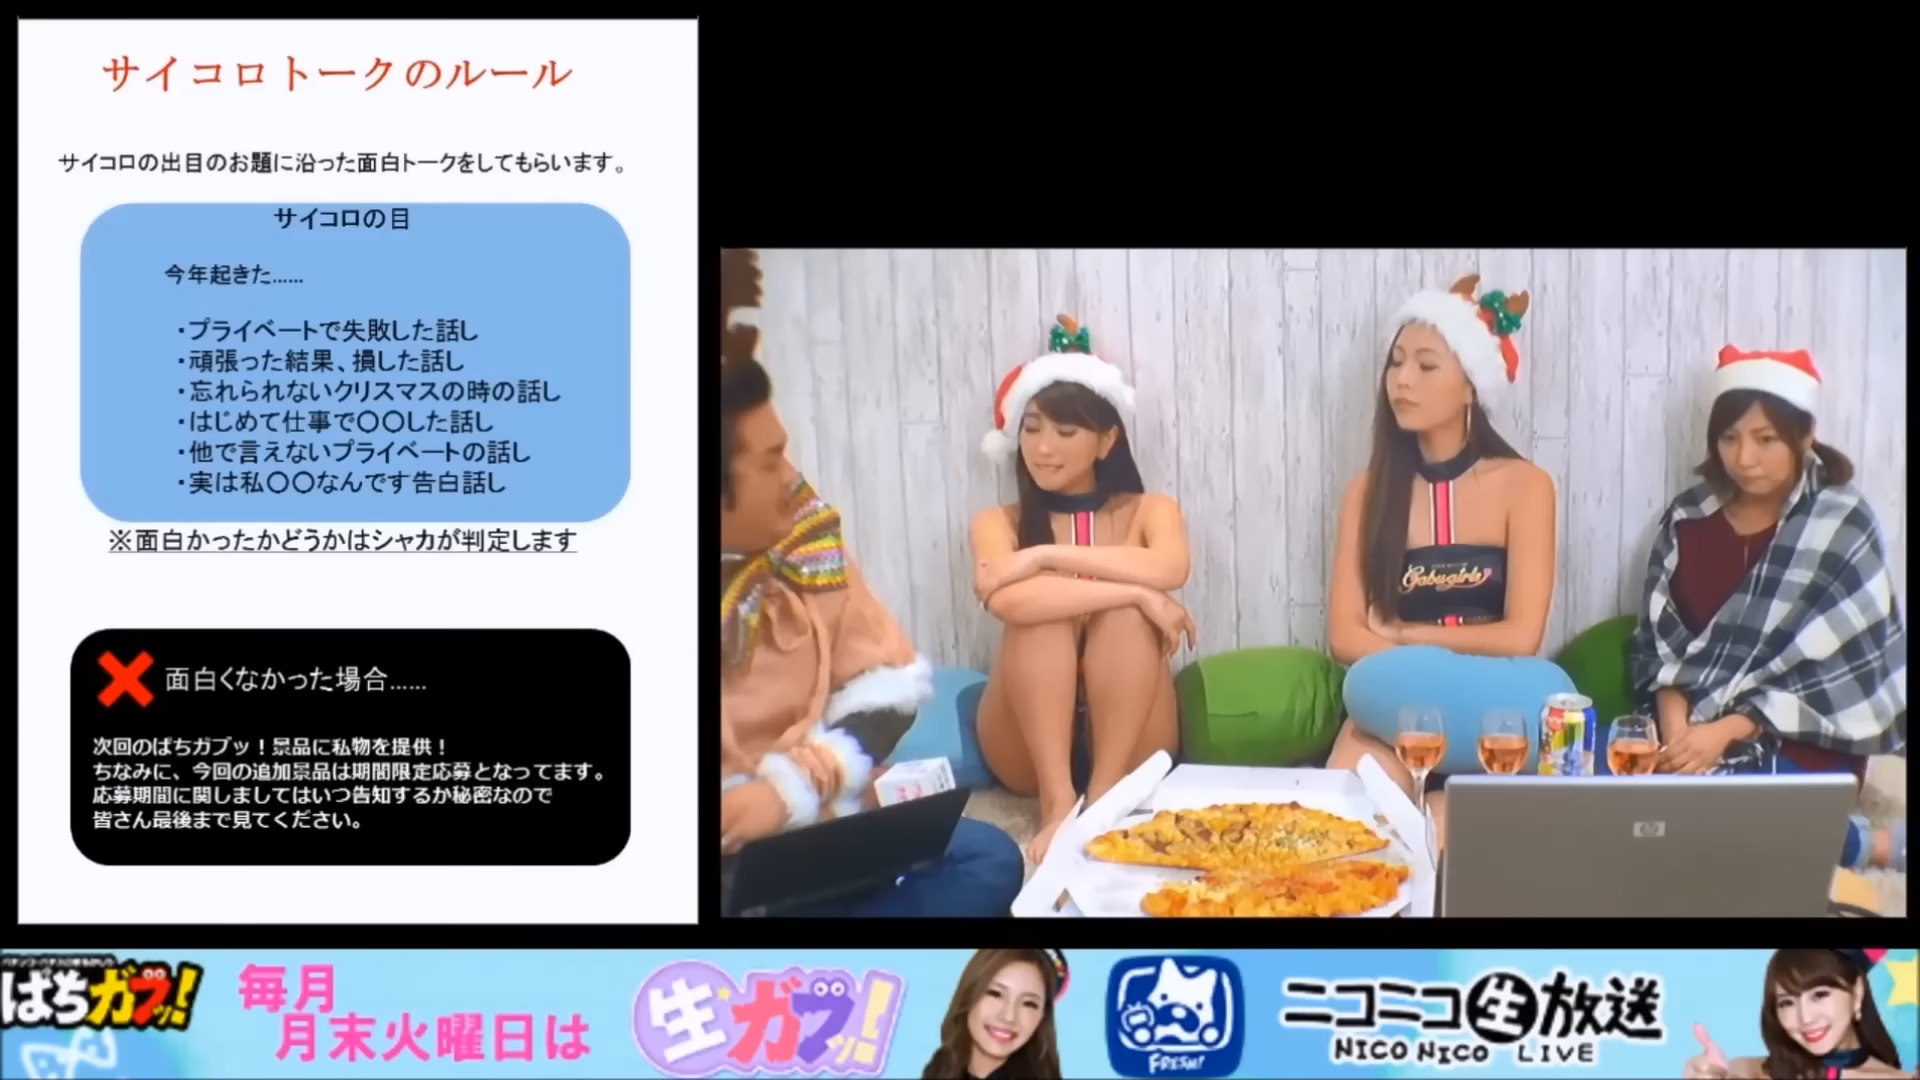 サイコロトークのルール
サイコロの出目のお題に沿った面白トークをしてもらいます。
サイコロの目
今年起きた……
・プライベートで失敗した話し
・頑張った結果、損した話し
・忘れられないクリスマスの時の話し
・はじめて仕事で〇〇した話し
・他で言えないプライベートの話し
・実は私〇〇なんです告白話し
※面白かったかどうかはシャカが判定します
面白くなかった場合……
次回のぱちガブッ！景品に私物を提供！
ちなみに、今回の追加景品は期間限定応募となってます。
応募期間に関しましてはいつ告知するか秘密なので
皆さん最後まで見てください。
Gabugirls
hp
ぱちガブッ!
毎月
月末火曜日は
生ガブッ!
FRESH!
ニコニコ生放送
NICO NICO LIVE